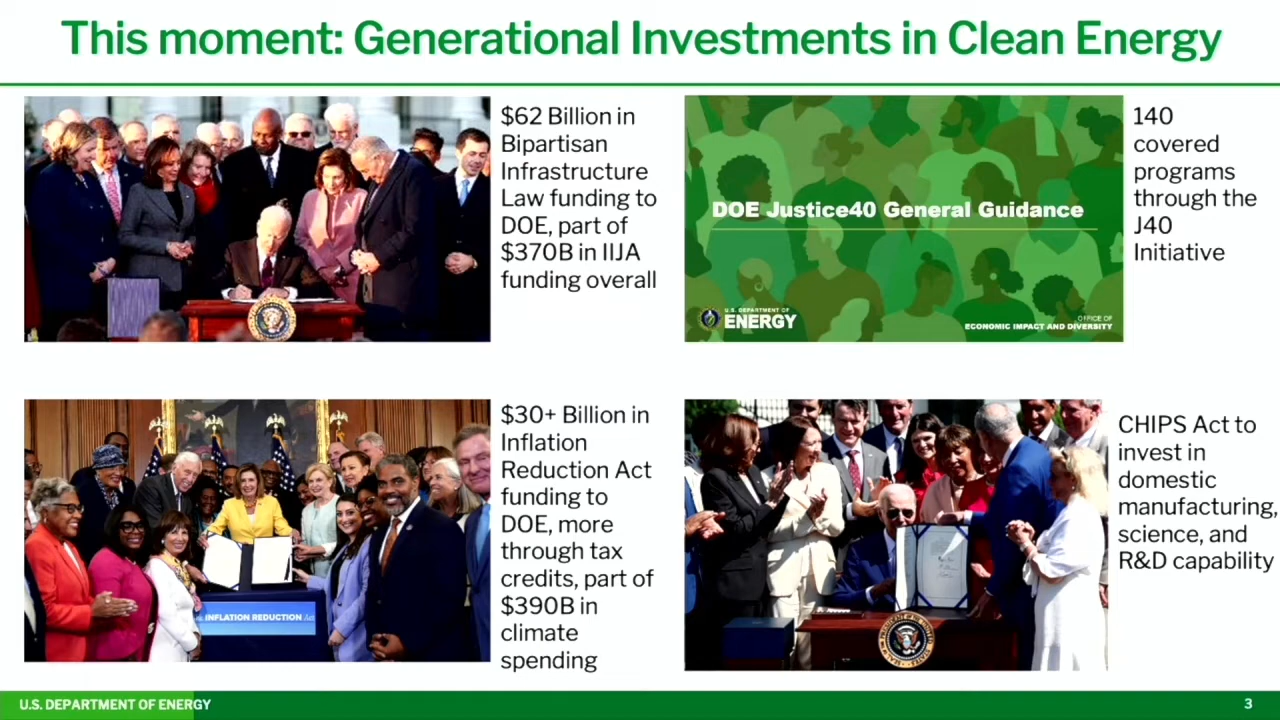 This moment: Generational Investments in Clean Energy
$62 Billion in
Bipartisan
Infrastructure
Law funding to
DOE, part of
$370B in IIJA
funding overall
DOE Justice40 General Guidance
U.S. DEPARTMENT OF
ENERGY
OFFICE OF
ECONOMIC IMPACT AND DIVERSITY
140
covered
programs
through the
J40
Initiative
INFLATION REDUCTION Act
$30+ Billion in
Inflation
Reduction Act
funding to
DOE, more
through tax
credits, part of
$390B in
climate
spending
CHIPS Act to
invest in
domestic
manufacturing,
science, and
R&D capability
U.S. DEPARTMENT OF ENERGY
3